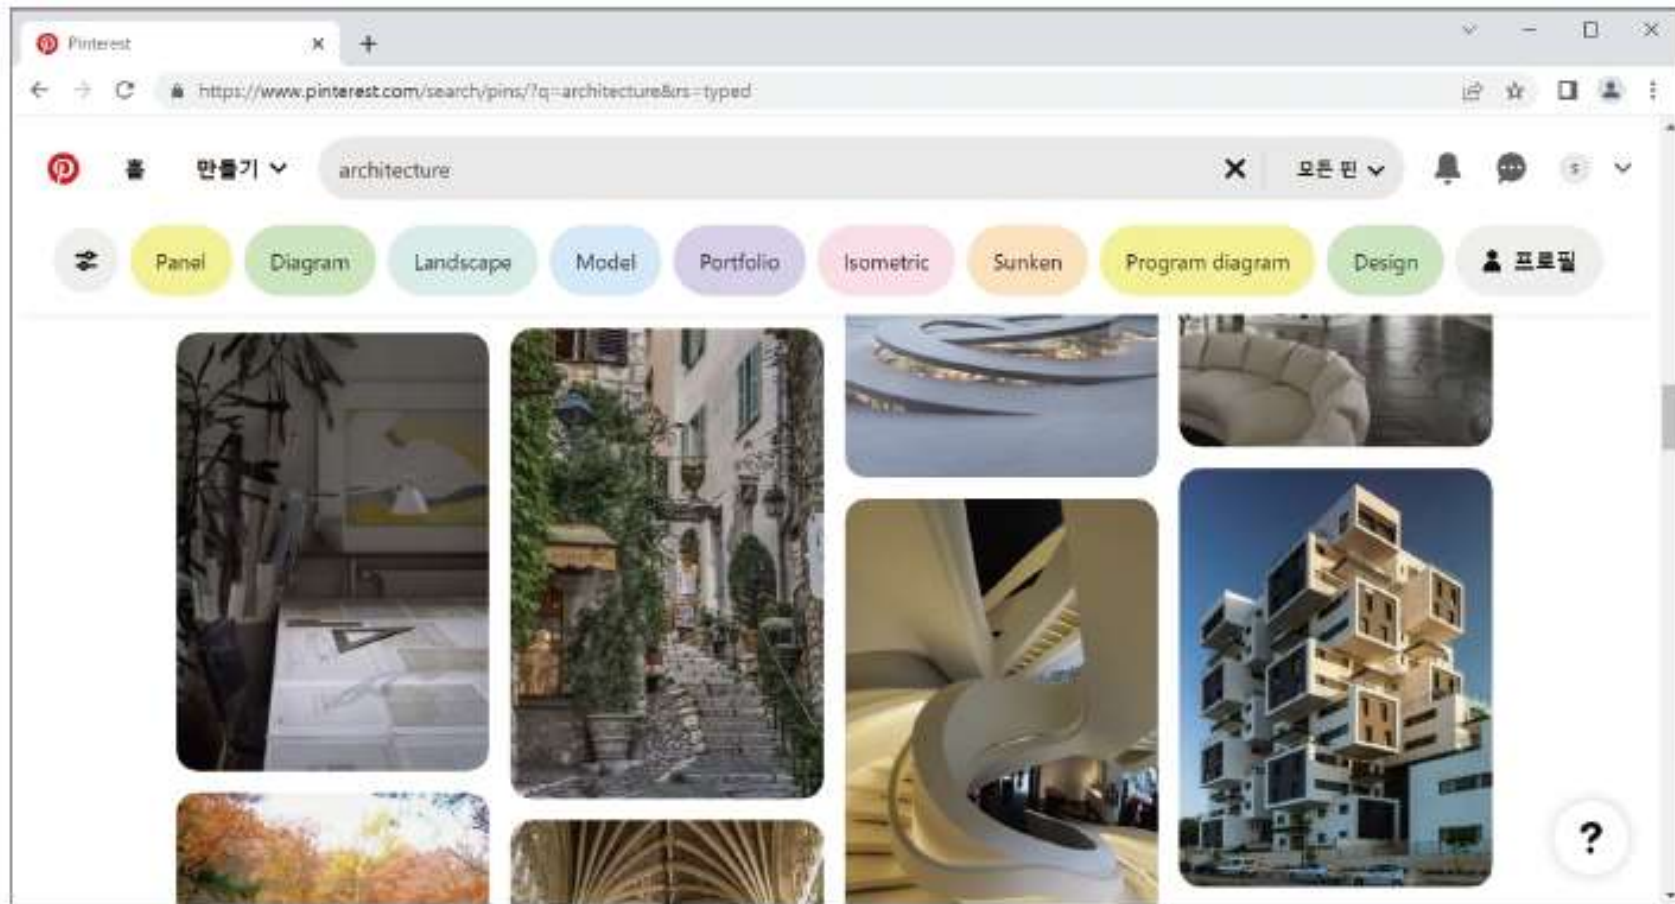 Pinterest
https://www.pinterest.com/search/pins/?q=architecture&rs=typed
홈 만들기 architecture 모든 핀 s
Panel Diagram Landscape Model Portfolio Isometric Sunken Program diagram Design 프로필
?